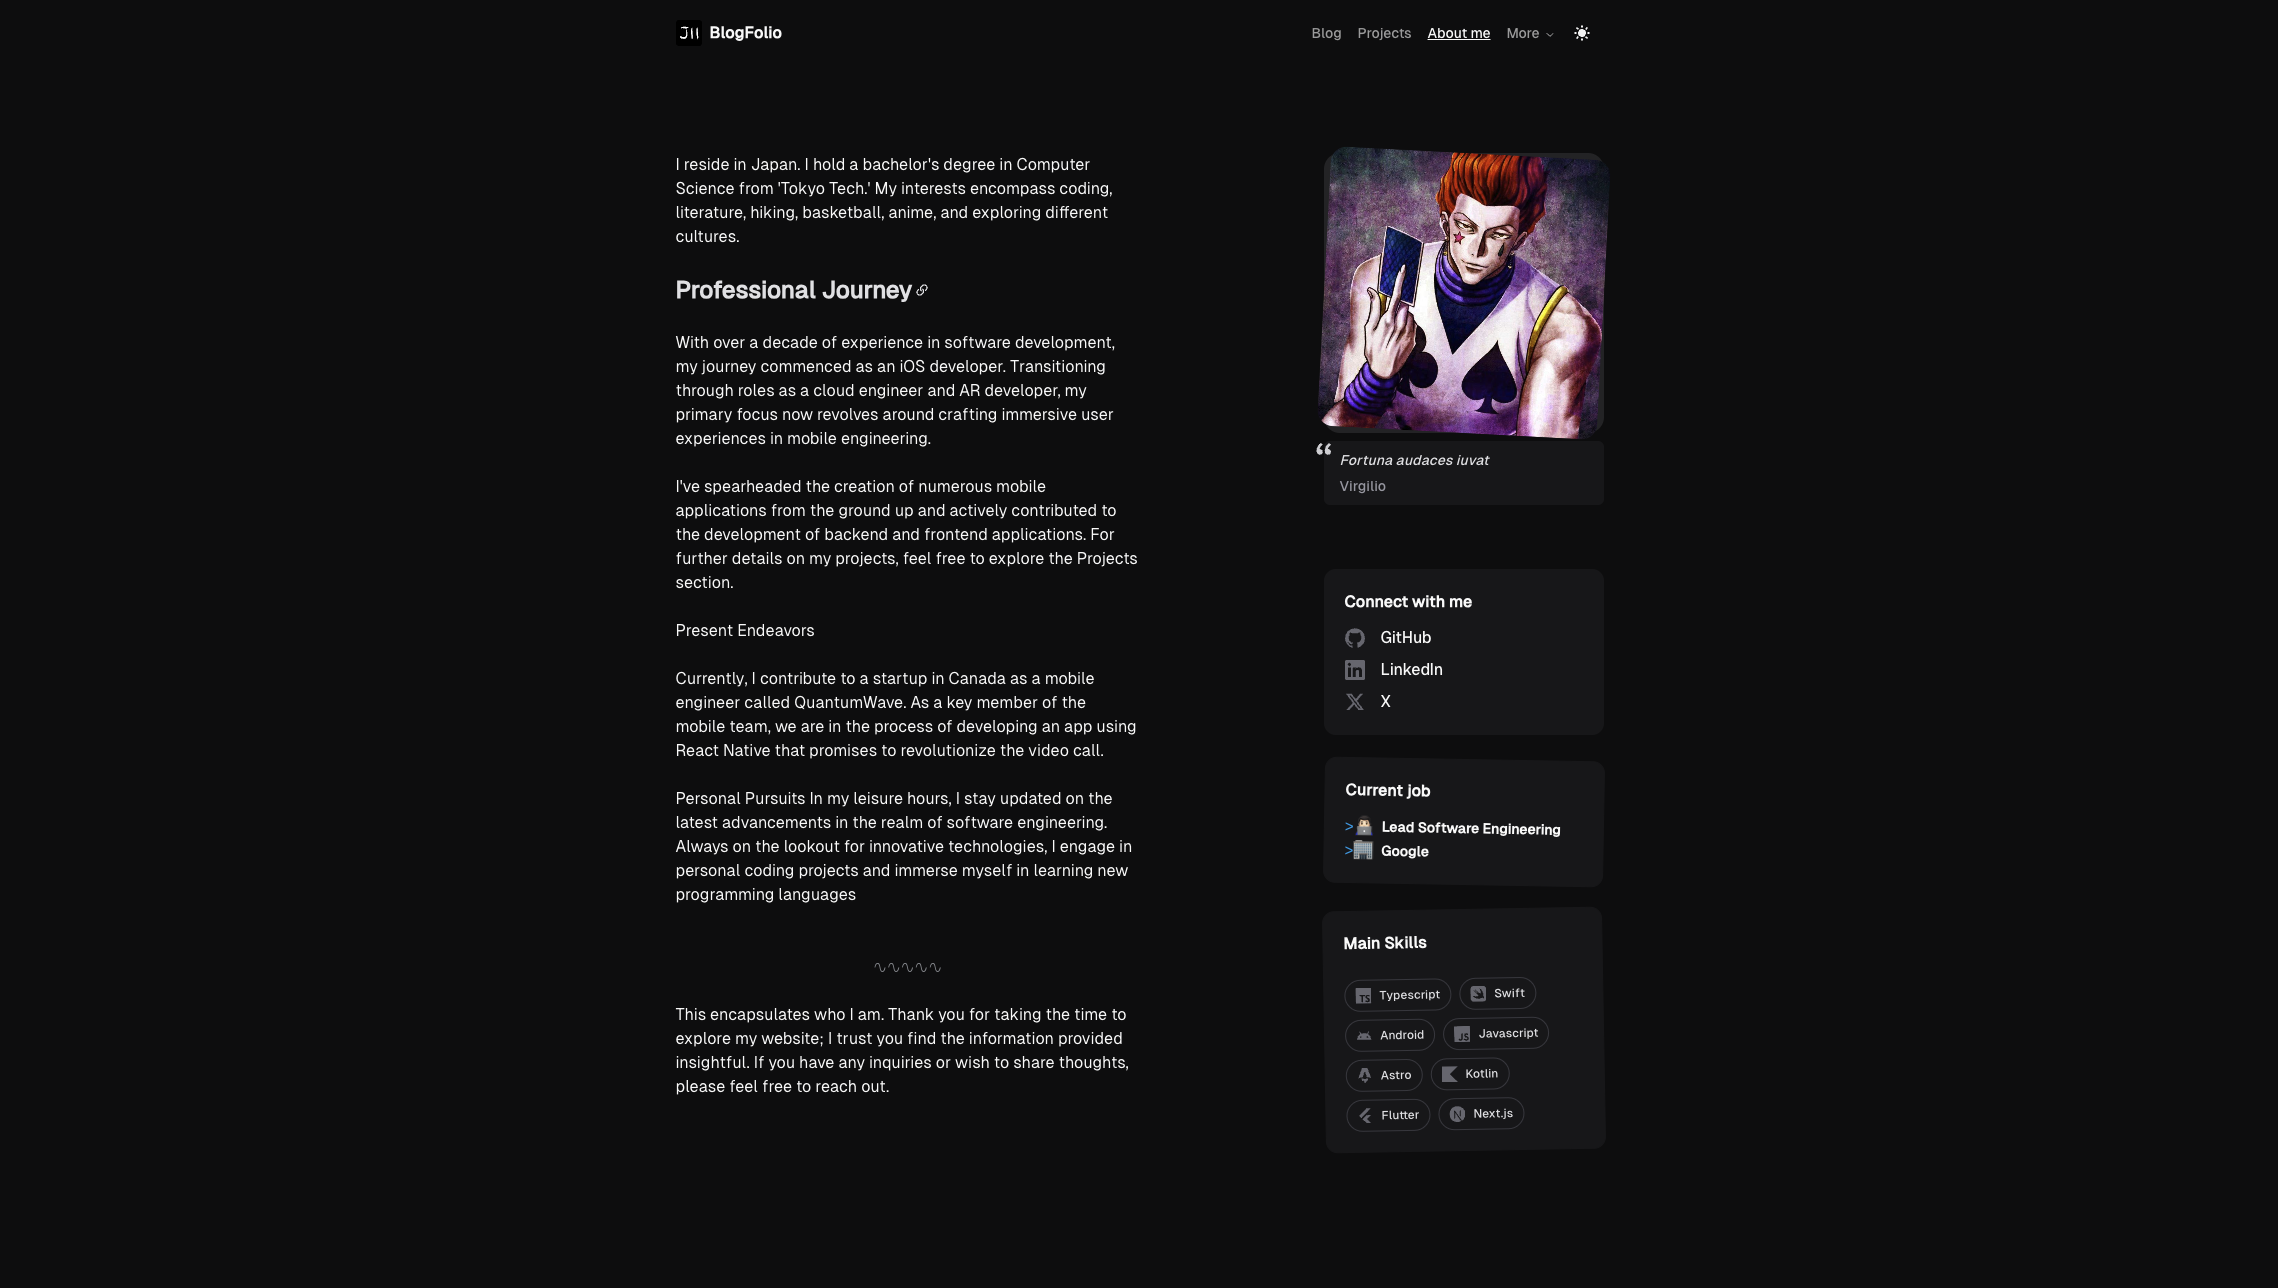 BlogFolio
Blog
Projects
About me
More
I reside in Japan. I hold a bachelor's degree in Computer
Science from 'Tokyo Tech.' My interests encompass coding,
literature, hiking, basketball, anime, and exploring different
cultures.
Professional Journey
With over a decade of experience in software development,
my journey commenced as an iOS developer. Transitioning
through roles as a cloud engineer and AR developer, my
primary focus now revolves around crafting immersive user
experiences in mobile engineering.
I've spearheaded the creation of numerous mobile
applications from the ground up and actively contributed to
the development of backend and frontend applications. For
further details on my projects, feel free to explore the Projects
section.
Present Endeavors
Currently, I contribute to a startup in Canada as a mobile
engineer called QuantumWave. As a key member of the
mobile team, we are in the process of developing an app using
React Native that promises to revolutionize the video call.
Personal Pursuits In my leisure hours, I stay updated on the
latest advancements in the realm of software engineering.
Always on the lookout for innovative technologies, I engage in
personal coding projects and immerse myself in learning new
programming languages
This encapsulates who I am. Thank you for taking the time to
explore my website; I trust you find the information provided
insightful. If you have any inquiries or wish to share thoughts,
please feel free to reach out.
“
Fortuna audaces iuvat
Virgilio
Connect with me
GitHub
LinkedIn
X
Current job
> Lead Software Engineering
> Google
Main Skills
TS Typescript
Swift
Android
JS Javascript
Astro
Kotlin
Flutter
N Next.js